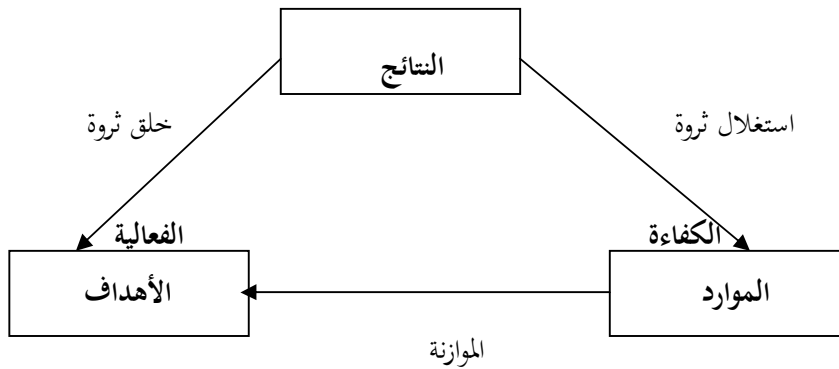 النتائج
استغلال ثروة
خلق ثروة
الكفاءة
الفعالية
الموارد
الأهداف
الموازنة